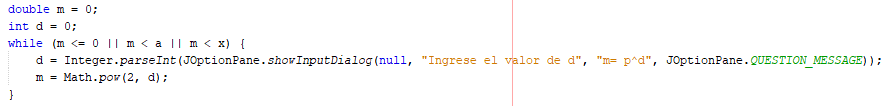 double m = 0;
int d = 0;
while (m <= 0 || m < a || m < x) {
d = Integer.parseInt(JOptionPane.showInputDialog(null, "Ingrese el valor de d", "m= p^d", JOptionPane.QUESTION_MESSAGE));
m = Math.pow(2, d);
}